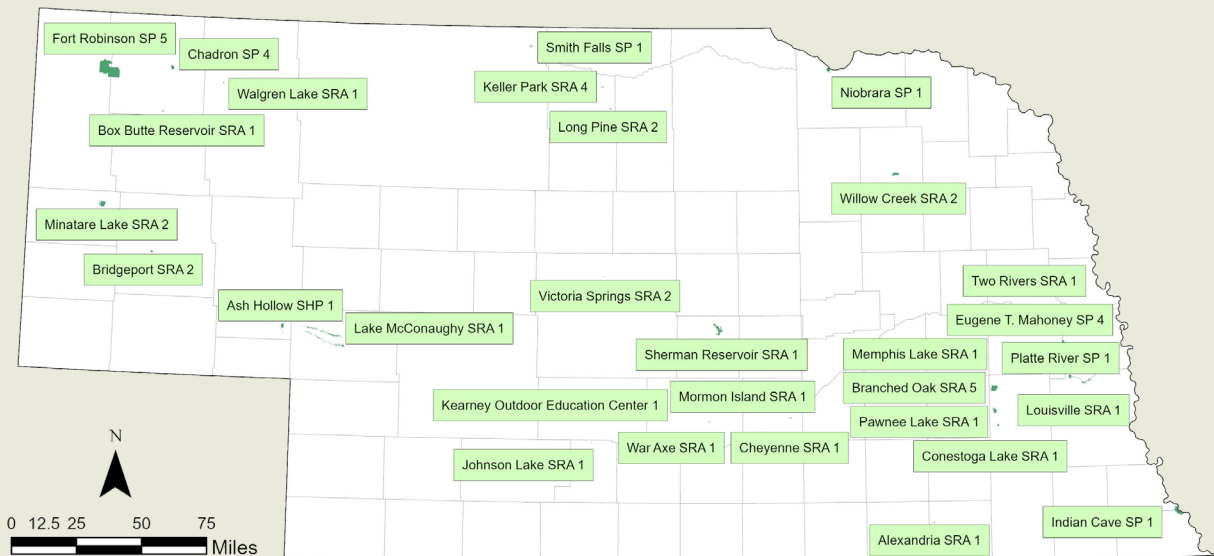 Fort Robinson SP 5
Chadron SP 4
Smith Falls SP 1
Walgren Lake SRA 1
Keller Park SRA 4
Niobrara SP 1
Box Butte Reservoir SRA 1
Long Pine SRA 2
Willow Creek SRA 2
Minatare Lake SRA 2
Bridgeport SRA 2
Two Rivers SRA 1
Victoria Springs SRA 2
Ash Hollow SHP 1
Eugene T. Mahoney SP 4
Lake McConaughy SRA 1
Sherman Reservoir SRA 1
Memphis Lake SRA 1
Platte River SP 1
Branched Oak SRA 5
Mormon Island SRA 1
Kearney Outdoor Education Center 1
Louisville SRA 1
Pawnee Lake SRA 1
War Axe SRA 1
Cheyenne SRA 1
Conestoga Lake SRA 1
Johnson Lake SRA 1
Indian Cave SP 1
Alexandria SRA 1
N
0 12.5 25 50 75
Miles